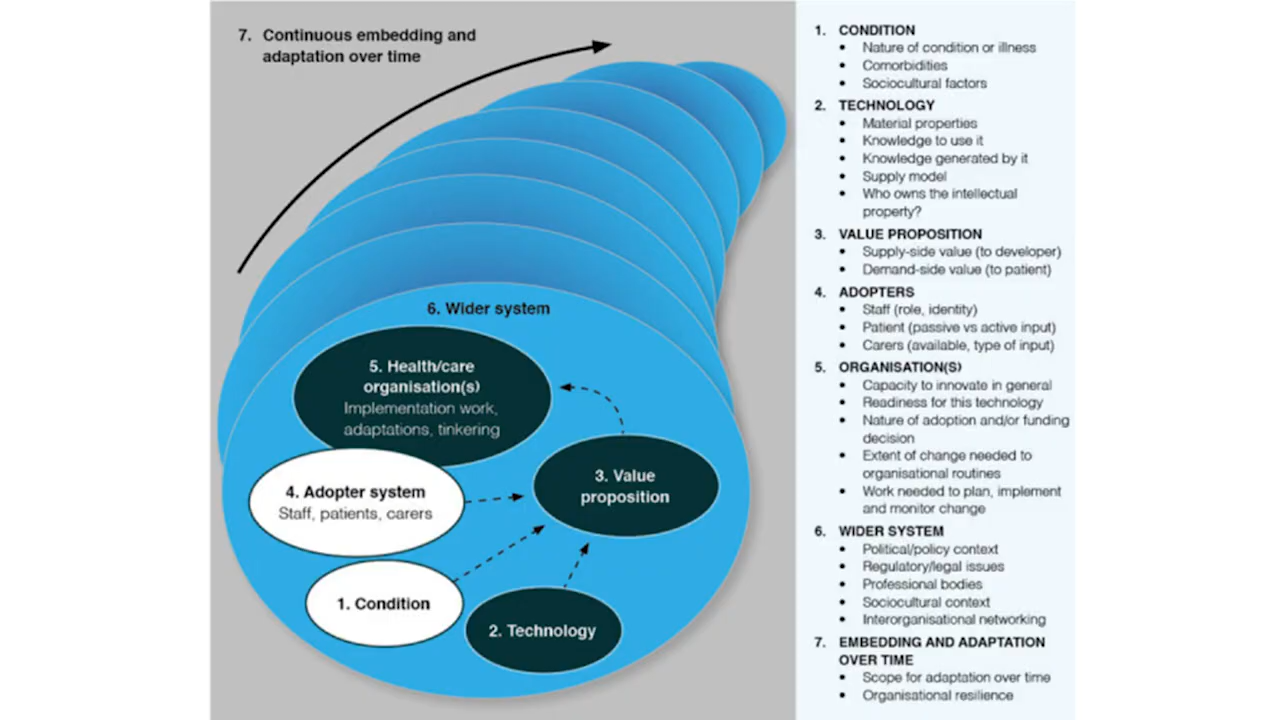 7. Continuous embedding and
adaptation over time
6. Wider system
5. Health/care
organisation(s)
Implementation work,
adaptations, tinkering
3. Value
proposition
4. Adopter system
Staff, patients, carers
1. Condition
2. Technology
1. CONDITION
• Nature of condition or illness
• Comorbidities
• Sociocultural factors
2. TECHNOLOGY
• Material properties
• Knowledge to use it
• Knowledge generated by it
• Supply model
• Who owns the intellectual
property?
3. VALUE PROPOSITION
• Supply-side value (to developer)
• Demand-side value (to patient)
4. ADOPTERS
• Staff (role, identity)
• Patient (passive vs active input)
• Carers (available, type of input)
5. ORGANISATION(S)
• Capacity to innovate in general
• Readiness for this technology
• Nature of adoption and/or funding
decision
• Extent of change needed to
organisational routines
• Work needed to plan, implement
and monitor change
6. WIDER SYSTEM
• Political/policy context
• Regulatory/legal issues
• Professional bodies
• Sociocultural context
• Interorganisational networking
7. EMBEDDING AND ADAPTATION
OVER TIME
• Scope for adaptation over time
• Organisational resilience